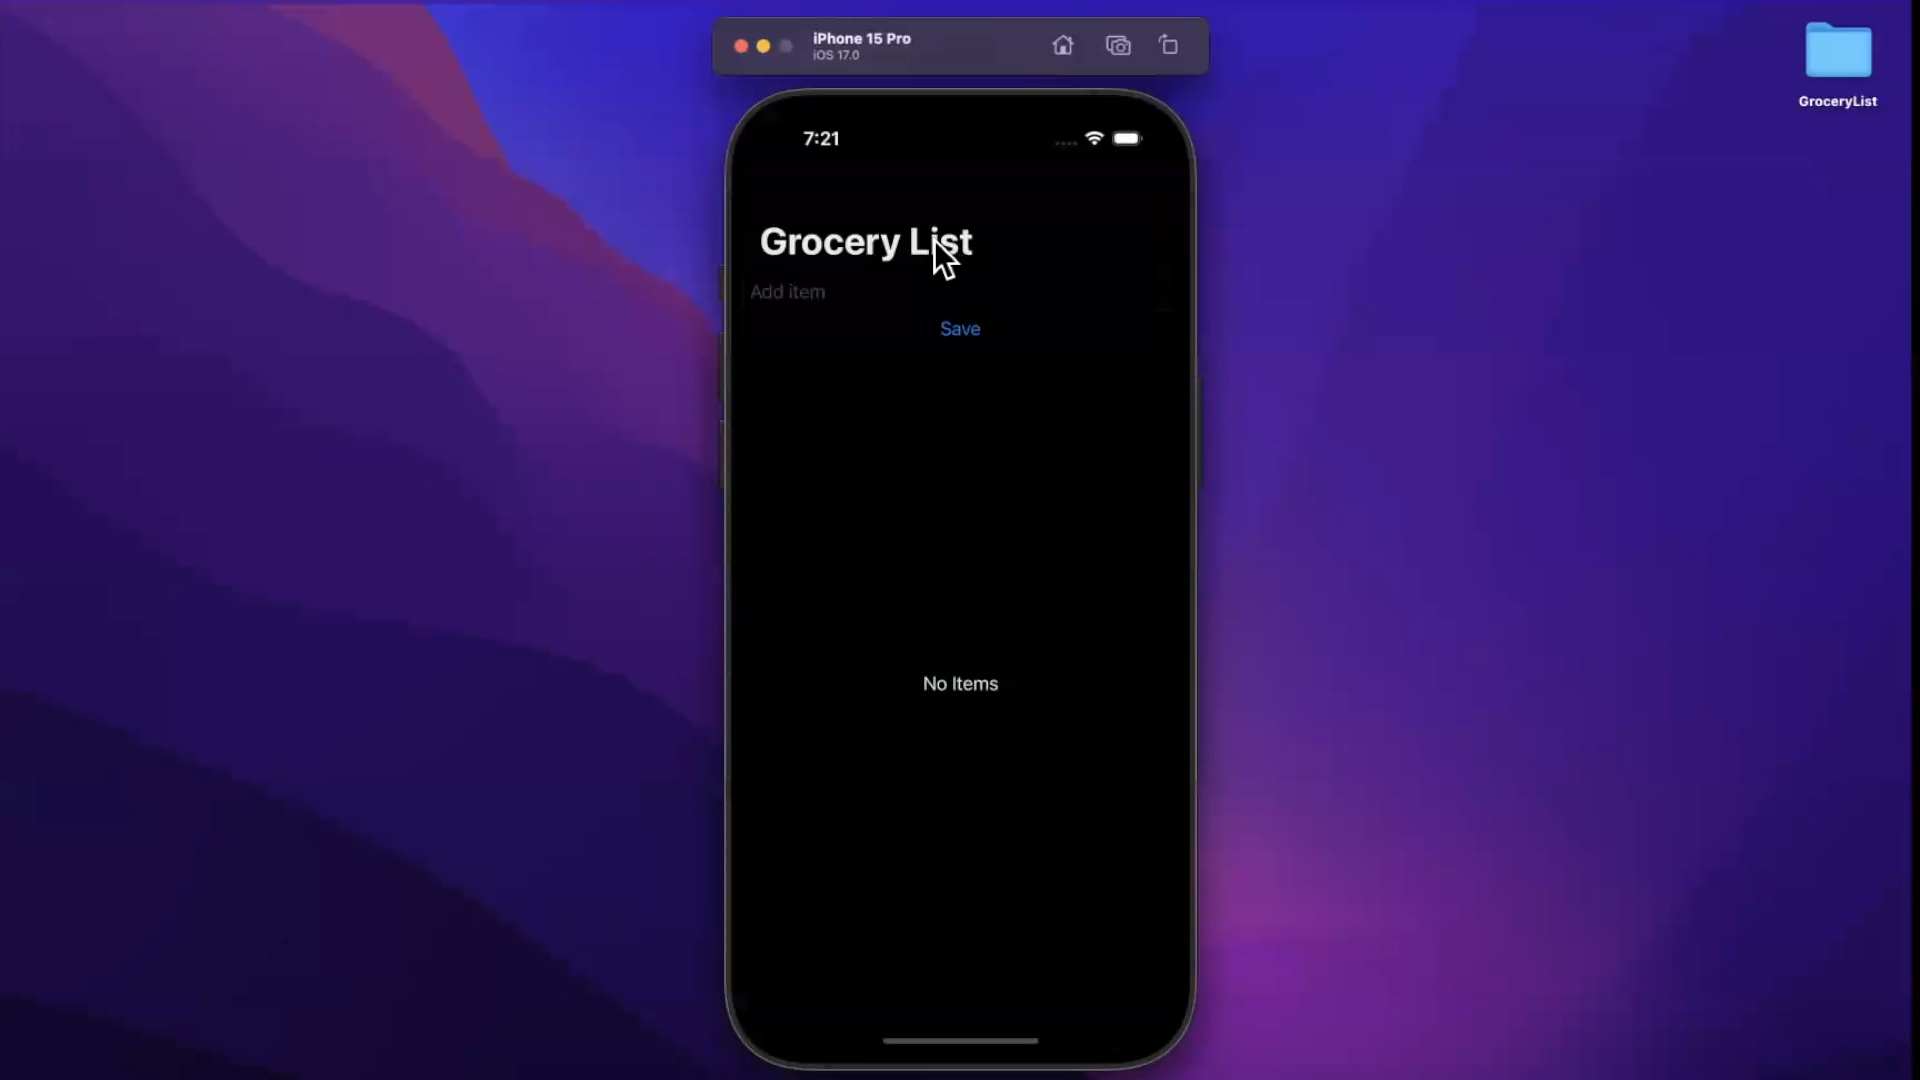 iPhone 15 Pro
iOS 17.0
GroceryList
7:21
Grocery List
Add item
Save
No Items